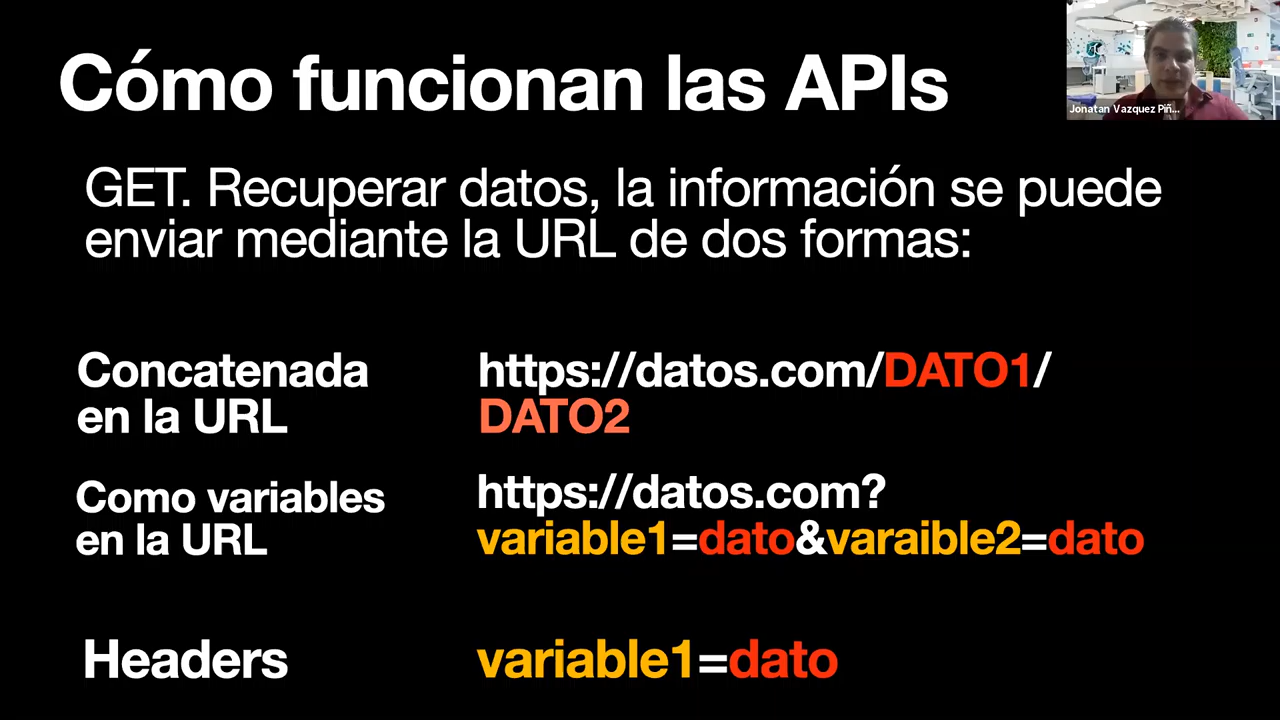 Cómo funcionan las APIs
Jonatan Vazquez Piñ...
GET. Recuperar datos, la información se puede
enviar mediante la URL de dos formas:
Concatenada
en la URL
https://datos.com/DATO1/
DATO2
Como variables
en la URL
https://datos.com?
variable1=dato&varaible2=dato
Headers
variable1=dato